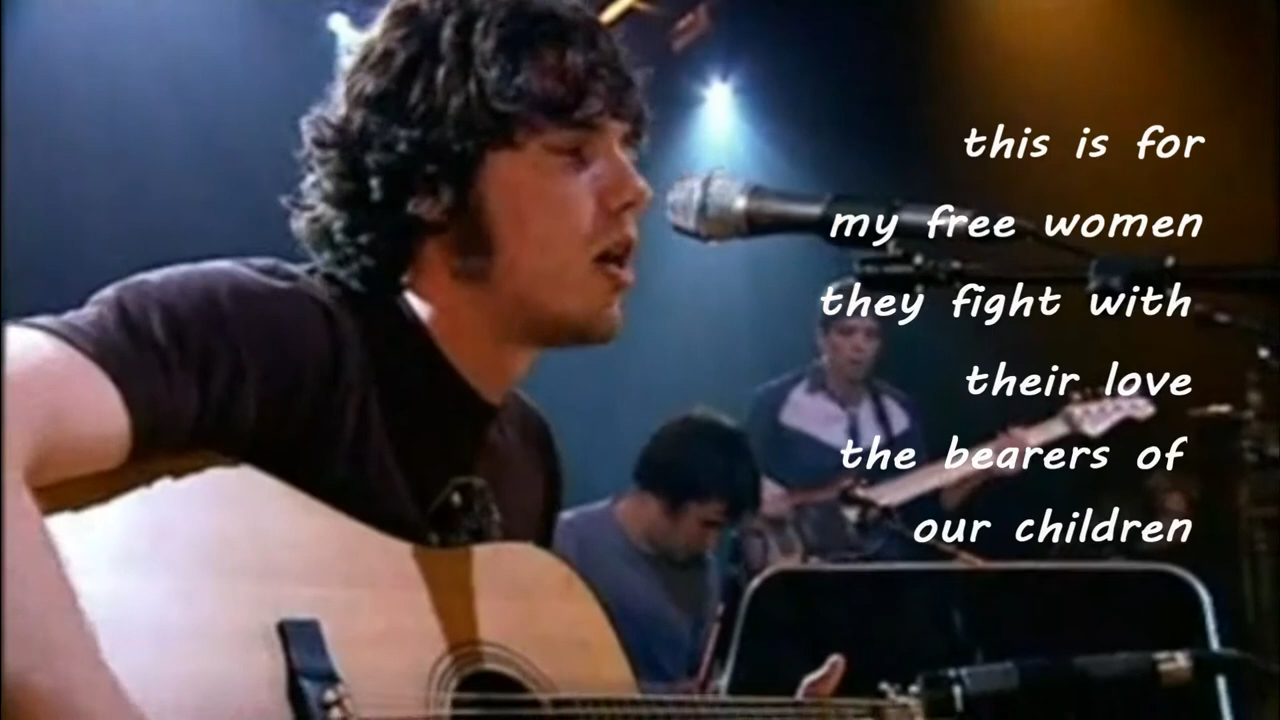 this is for
my free women
they fight with
their love
the bearers of
our children